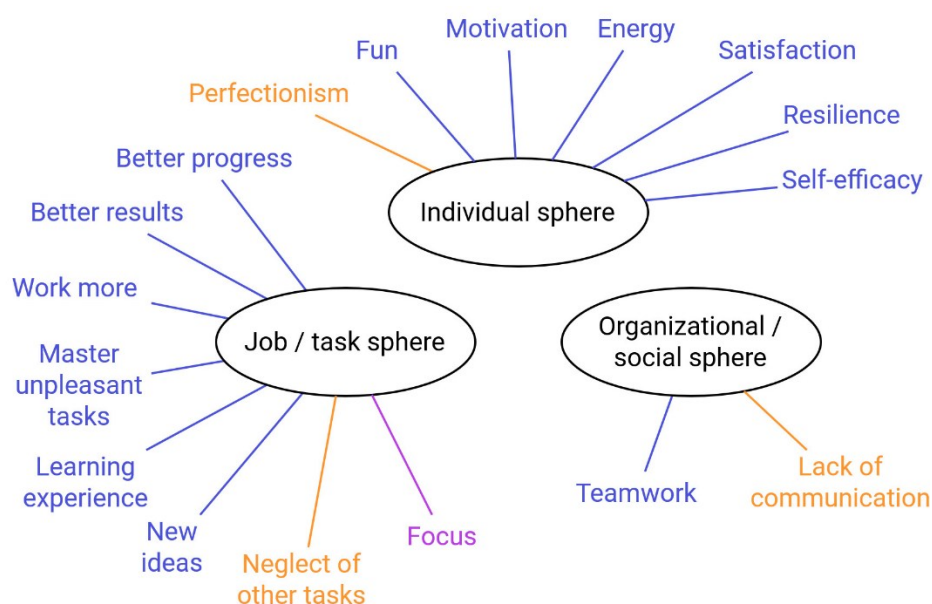 Motivation
Energy
Fun
Satisfaction
Perfectionism
Resilience
Better progress
Self-efficacy
Better results
Individual sphere
Work more
Job / task sphere
Organizational /
social sphere
Master
unpleasant
tasks
Learning
experience
Lack of
communication
Teamwork
New
ideas
Focus
Neglect of
other tasks